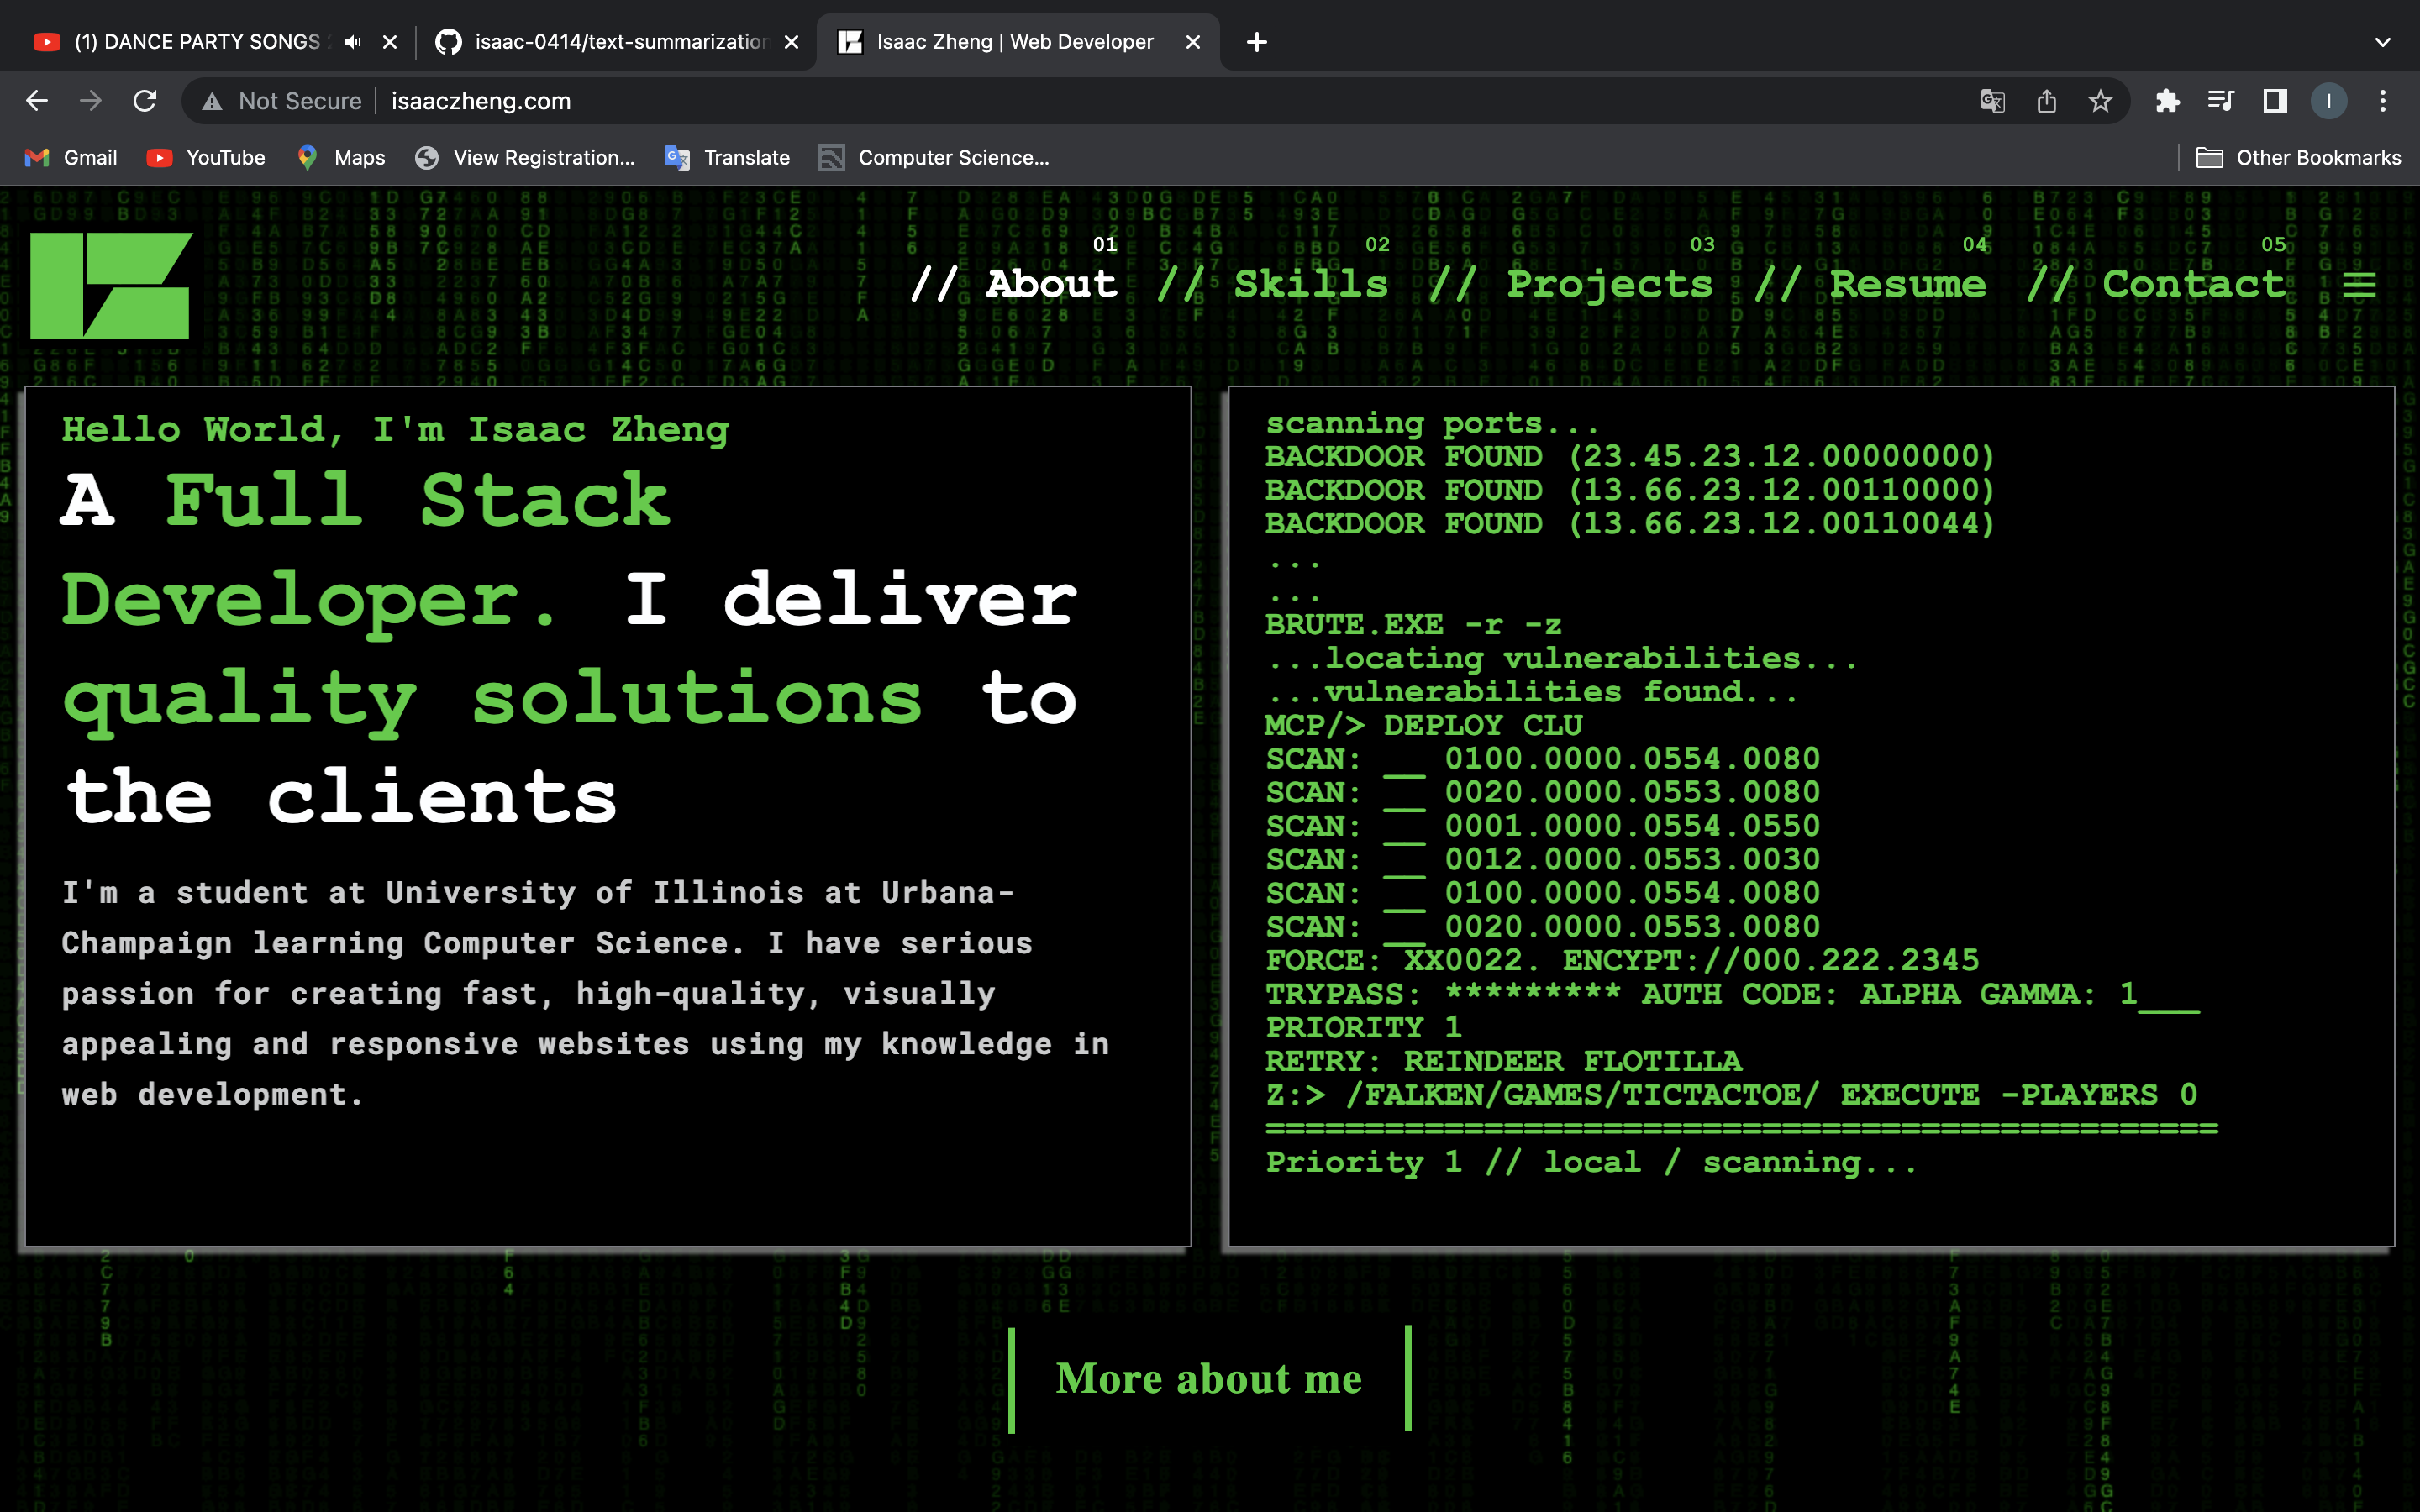 (1) DANCE PARTY SONGS
isaac-0414/text-summarization
Isaac Zheng | Web Developer
Not Secure
isaaczheng.com
I
Gmail
YouTube
Maps
View Registration...
Translate
Computer Science...
Other Bookmarks
01
// About
02
// Skills
03
// Projects
04
// Resume
05
// Contact
Hello World, I'm Isaac Zheng
A Full Stack
Developer. I deliver
quality solutions to
the clients
I'm a student at University of Illinois at Urbana-
Champaign learning Computer Science. I have serious
passion for creating fast, high-quality, visually
appealing and responsive websites using my knowledge in
web development.
scanning ports...
BACKDOOR FOUND (23.45.23.12.00000000)
BACKDOOR FOUND (13.66.23.12.00110000)
BACKDOOR FOUND (13.66.23.12.00110044)
...
...
BRUTE.EXE -r -z
...locating vulnerabilities...
...vulnerabilities found...
MCP/> DEPLOY CLU
SCAN: __ 0100.0000.0554.0080
SCAN: __ 0020.0000.0553.0080
SCAN: __ 0001.0000.0554.0550
SCAN: __ 0012.0000.0553.0030
SCAN: __ 0100.0000.0554.0080
SCAN: __ 0020.0000.0553.0080
FORCE: XX0022. ENCYPT://000.222.2345
TRYPASS: ********* AUTH CODE: ALPHA GAMMA: 1___
PRIORITY 1
RETRY: REINDEER FLOTILLA
Z:> /FALKEN/GAMES/TICTACTOE/ EXECUTE -PLAYERS 0
================================================
Priority 1 // local / scanning...
More about me